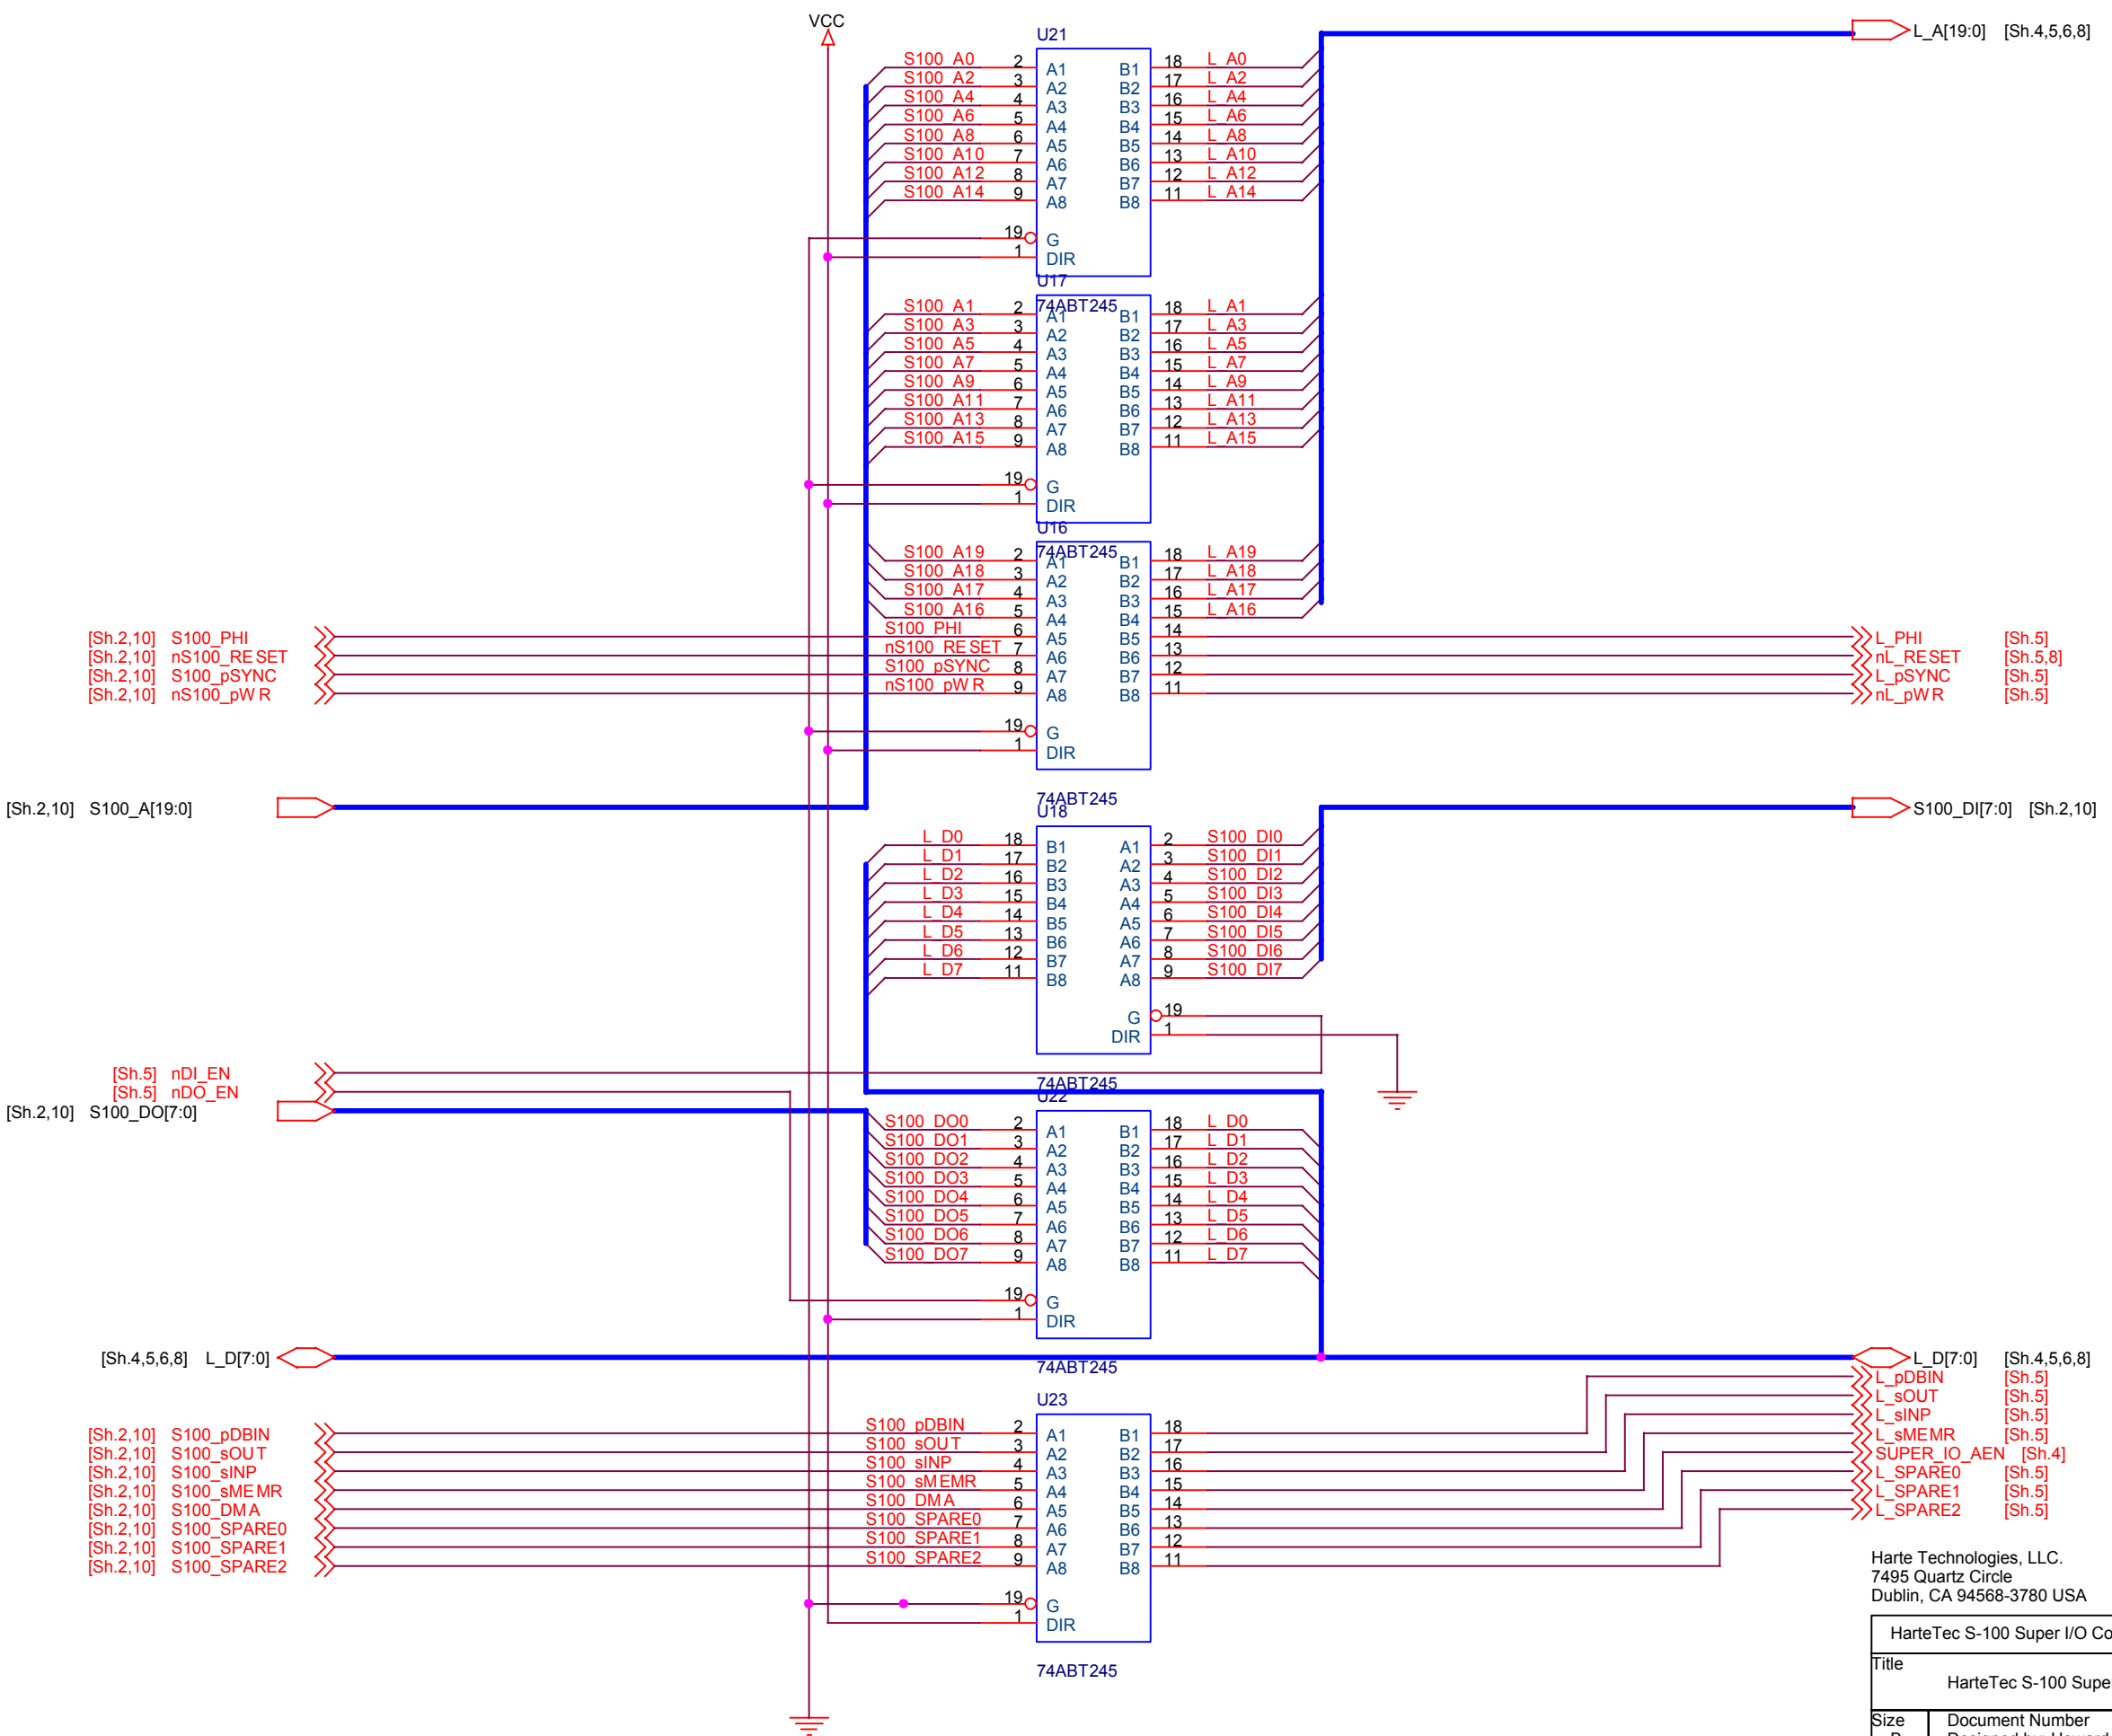 VCC
L_A[19:0] [Sh.4,5,6,8]
U21
S100_A0 2 A1 B1 18 L_A0
S100_A2 3 A2 B2 17 L_A2
S100_A4 4 A3 B3 16 L_A4
S100_A6 5 A4 B4 15 L_A6
S100_A8 6 A5 B5 14 L_A8
S100_A10 7 A6 B6 13 L_A10
S100_A12 8 A7 B7 12 L_A12
S100_A14 9 A8 B8 11 L_A14
19 G
1 DIR
U17
74ABT245
S100_A1 2 A1 B1 18 L_A1
S100_A3 3 A2 B2 17 L_A3
S100_A5 4 A3 B3 16 L_A5
S100_A7 5 A4 B4 15 L_A7
S100_A9 6 A5 B5 14 L_A9
S100_A11 7 A6 B6 13 L_A11
S100_A13 8 A7 B7 12 L_A13
S100_A15 9 A8 B8 11 L_A15
19 G
1 DIR
U16
74ABT245
S100_A19 2 A1 B1 18 L_A19
S100_A18 3 A2 B2 17 L_A18
S100_A17 4 A3 B3 16 L_A17
S100_A16 5 A4 B4 15 L_A16
[Sh.2,10] S100_PHI S100_PHI 6 A5 B5 14 L_PHI [Sh.5]
[Sh.2,10] nS100_RESET nS100_RESET 7 A6 B6 13 nL_RESET [Sh.5,8]
[Sh.2,10] S100_pSYNC S100_pSYNC 8 A7 B7 12 L_pSYNC [Sh.5]
[Sh.2,10] nS100_pWR nS100_pWR 9 A8 B8 11 nL_pWR [Sh.5]
19 G
1 DIR
74ABT245
[Sh.2,10] S100_A[19:0] S100_DI[7:0] [Sh.2,10]
U18
L_D0 18 B1 A1 2 S100_DI0
L_D1 17 B2 A2 3 S100_DI1
L_D2 16 B3 A3 4 S100_DI2
L_D3 15 B4 A4 5 S100_DI3
L_D4 14 B5 A5 6 S100_DI4
L_D5 13 B6 A6 7 S100_DI5
L_D6 12 B7 A7 8 S100_DI6
L_D7 11 B8 A8 9 S100_DI7
G 19
DIR 1
[Sh.5] nDI_EN
74ABT245
[Sh.5] nDO_EN
U22
[Sh.2,10] S100_DO[7:0]
S100_DO0 2 A1 B1 18 L_D0
S100_DO1 3 A2 B2 17 L_D1
S100_DO2 4 A3 B3 16 L_D2
S100_DO3 5 A4 B4 15 L_D3
S100_DO4 6 A5 B5 14 L_D4
S100_DO5 7 A6 B6 13 L_D5
S100_DO6 8 A7 B7 12 L_D6
S100_DO7 9 A8 B8 11 L_D7
19 G
1 DIR
[Sh.4,5,6,8] L_D[7:0] L_D[7:0] [Sh.4,5,6,8]
74ABT245
L_pDBIN [Sh.5]
L_sOUT [Sh.5]
L_sINP [Sh.5]
L_sMEMR [Sh.5]
SUPER_IO_AEN [Sh.4]
L_SPARE0 [Sh.5]
L_SPARE1 [Sh.5]
L_SPARE2 [Sh.5]
U23
[Sh.2,10] S100_pDBIN S100_pDBIN 2 A1 B1 18
[Sh.2,10] S100_sOUT S100_sOUT 3 A2 B2 17
[Sh.2,10] S100_sINP S100_sINP 4 A3 B3 16
[Sh.2,10] S100_sMEMR S100_sMEMR 5 A4 B4 15
[Sh.2,10] S100_DMA S100_DMA 6 A5 B5 14
[Sh.2,10] S100_SPARE0 S100_SPARE0 7 A6 B6 13
[Sh.2,10] S100_SPARE1 S100_SPARE1 8 A7 B7 12
[Sh.2,10] S100_SPARE2 S100_SPARE2 9 A8 B8 11
19 G
1 DIR
74ABT245
Harte Technologies, LLC.
7495 Quartz Circle
Dublin, CA 94568-3780 USA
HarteTec S-100 Super I/O Co
Title
HarteTec S-100 Super
Size Document Number